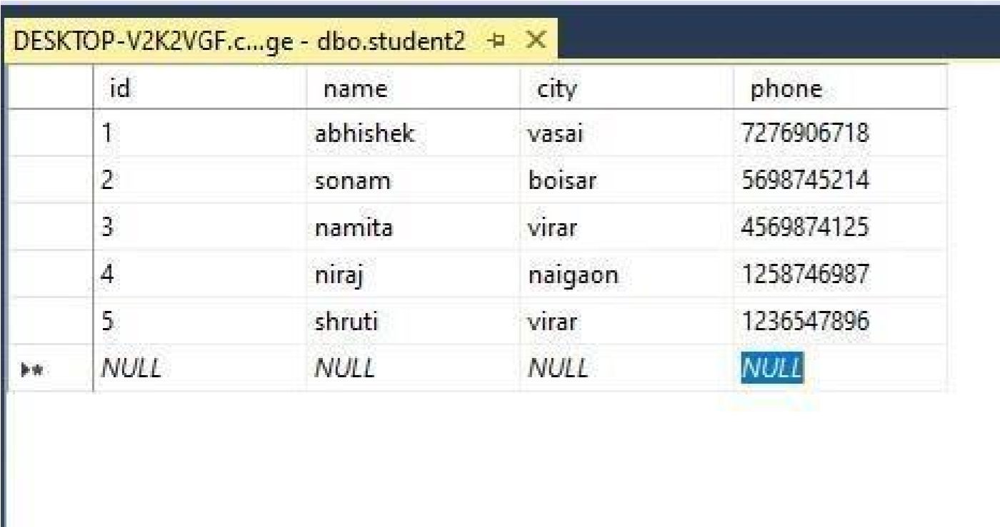 DESKTOP-V2K2VGF.c...ge - dbo.student2
id name city phone
1 abhishek vasai 7276906718
2 sonam boisar 5698745214
3 namita virar 4569874125
4 niraj naigaon 1258746987
5 shruti virar 1236547896
NULL NULL NULL NULL